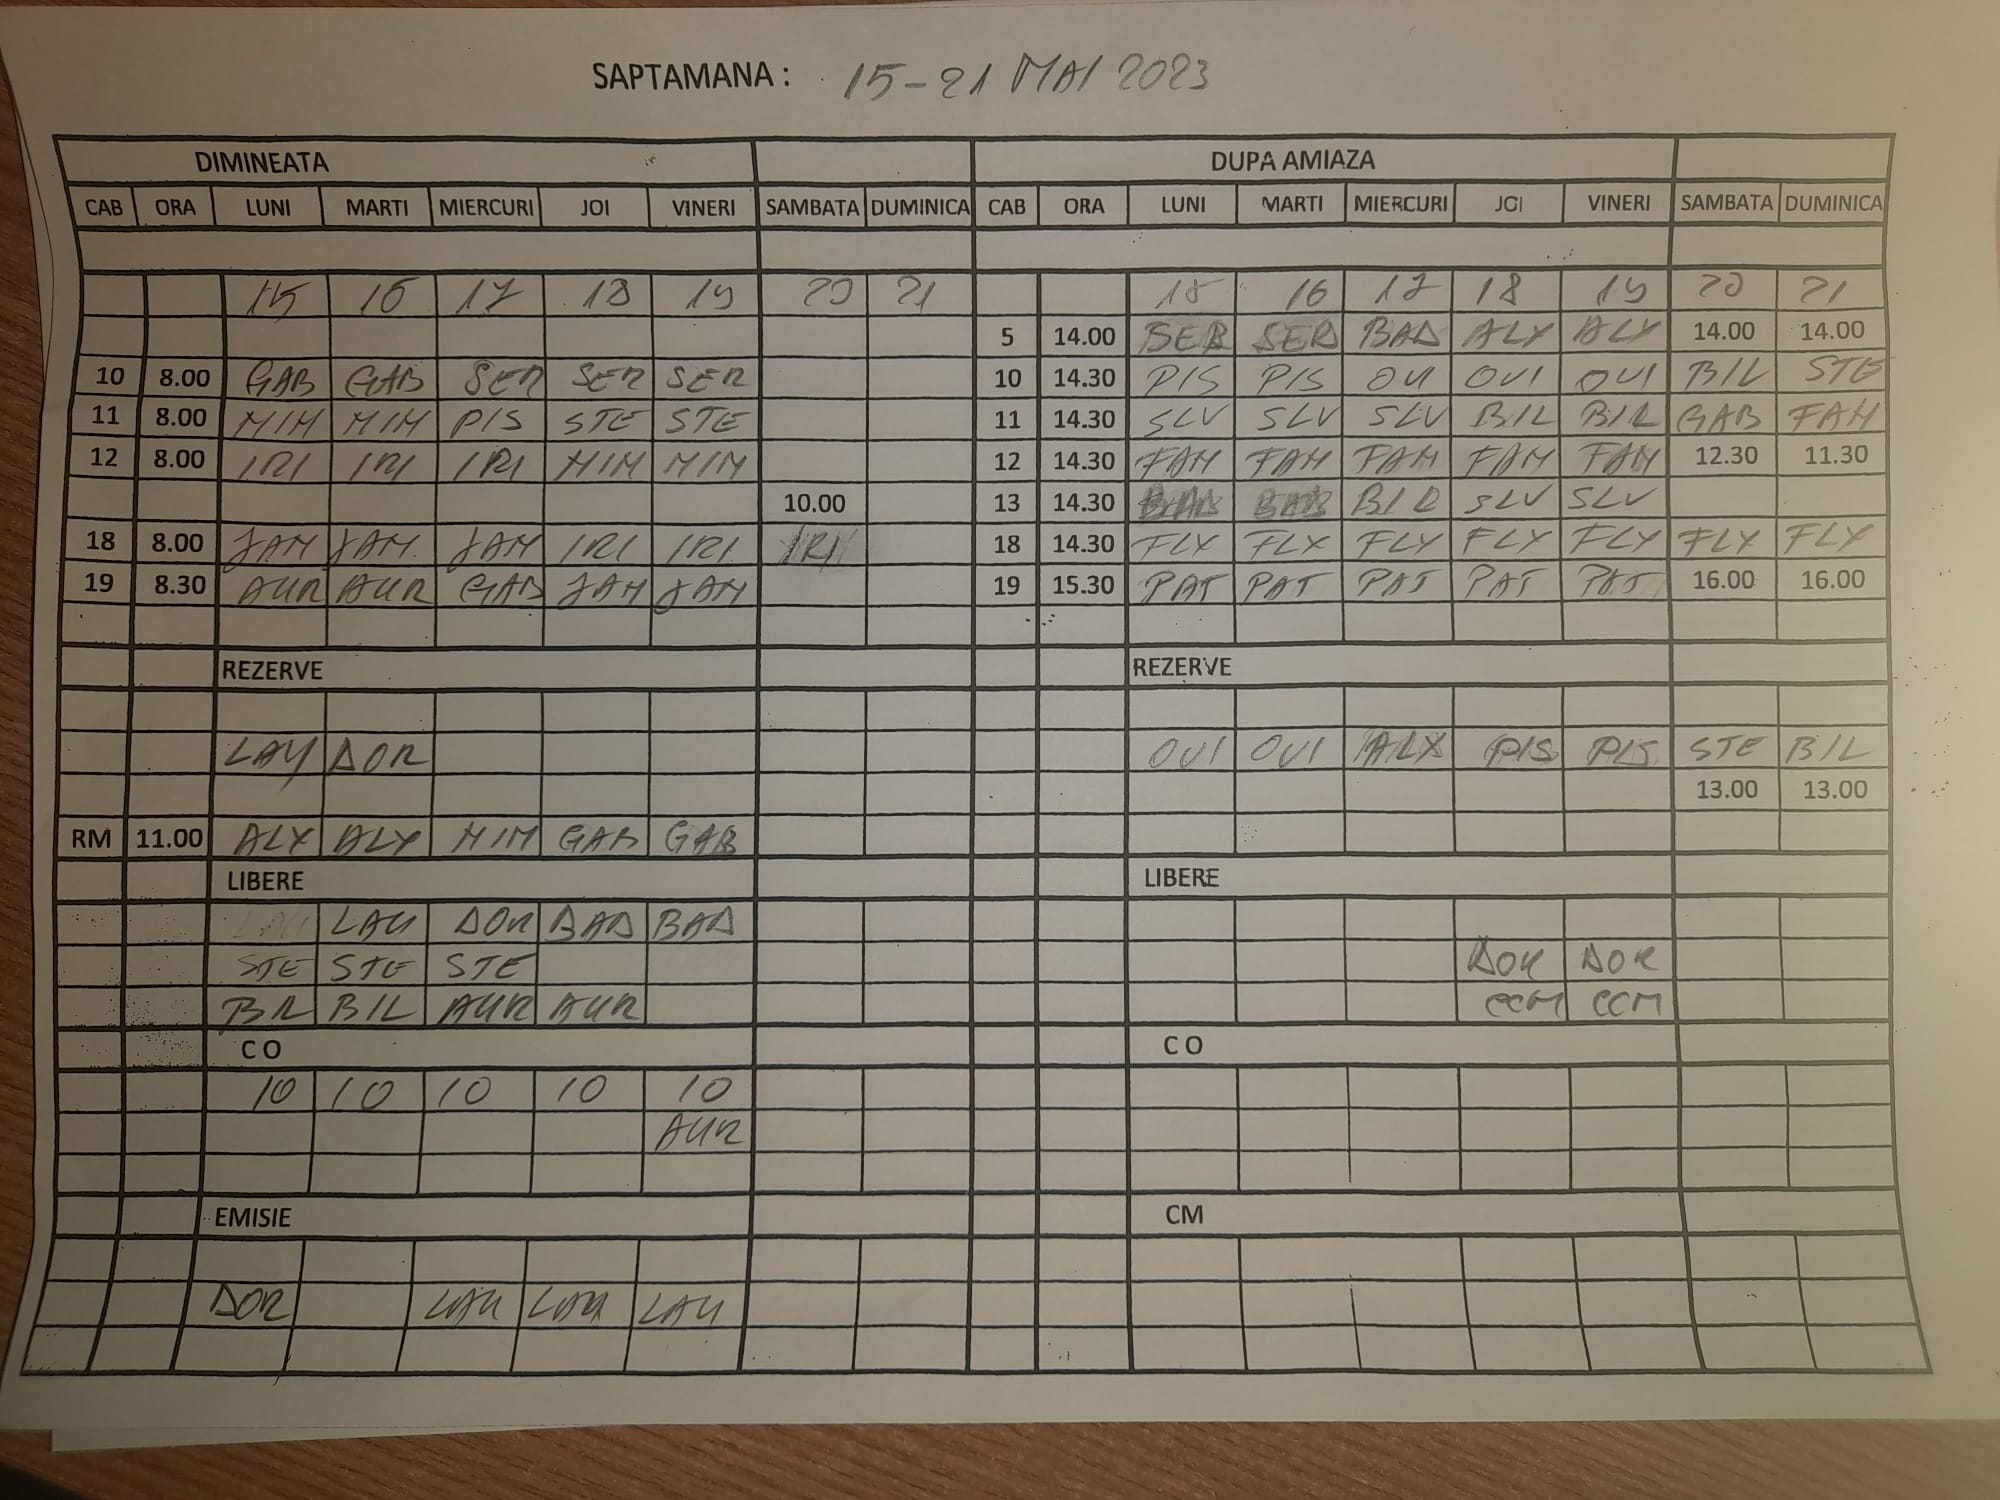 SAPTAMANA : 15-21 MAI 2023
DIMINEATA DUPA AMIAZA
CAB ORA LUNI MARTI MIERCURI JOI VINERI SAMBATA DUMINICA CAB ORA LUNI MARTI MIERCURI JOI VINERI SAMBATA DUMINICA
15 16 17 18 19 20 21 15 16 17 18 19 20 21
5 14.00 SER SER BAD ALX ALX 14.00 14.00
10 8.00 GAB GAB SER SER SER 10 14.30 PIS PIS OVI OVI OVI BIL STE
11 8.00 MIM MIM PIS STE STE 11 14.30 SLV SLV SLV BIL BIL GAB FAM
12 8.00 IRI IRI IRI MIM MIM 12 14.30 FAM FAM FAM FAM FAM 12.30 11.30
10.00 13 14.30 BAD BAD BIL SLV SLV
18 8.00 JAM JAM JAM IRI IRI IRI 18 14.30 FLX FLX FLX FLX FLX FLX FLX
19 8.30 AUR AUR GAB JAM JAM 19 15.30 PAT PAT PAT PAT PAT 16.00 16.00
REZERVE REZERVE
LAU DOR OVI OVI ALX PIS PIS STE BIL
13.00 13.00
RM 11.00 ALX ALX MIM GAB GAB
LIBERE LIBERE
LAU LAU DOR BAD BAD
STE STE STE DOR DOR
BIL BIL AUR AUR CCM CCM
C O C O
10 10 10 10 10
AUR
EMISIE CM
DOR LAU LAU LAU